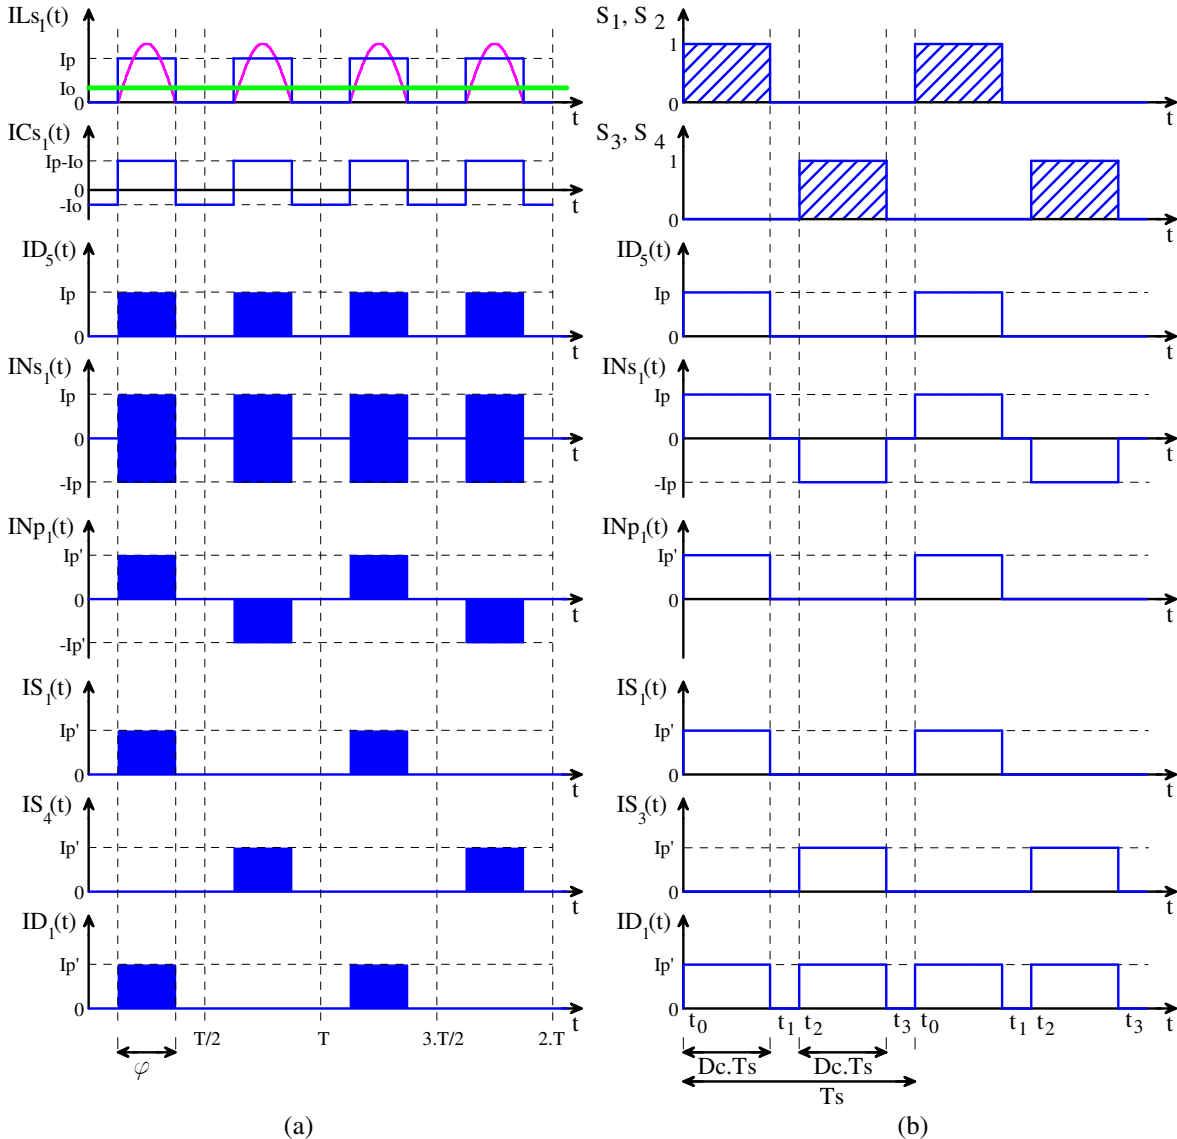 ILs1(t)
Ip
Io
0
t
ICs1(t)
Ip-Io
0
-Io
t
ID5(t)
Ip
0
t
INs1(t)
Ip
0
-Ip
t
INp1(t)
Ip'
0
-Ip'
t
IS1(t)
Ip'
0
t
IS4(t)
Ip'
0
t
ID1(t)
Ip'
0
t
T/2 T 3.T/2 2.T
φ
(a)
S1, S2
1
0
t
S3, S4
1
0
t
ID5(t)
Ip
0
t
INs1(t)
Ip
0
-Ip
t
INp1(t)
Ip'
0
t
IS1(t)
Ip'
0
t
IS3(t)
Ip'
0
t
ID1(t)
Ip'
0
t0 t1 t2 t3 t0 t1 t2 t3 t
Dc.Ts Dc.Ts
Ts
(b)